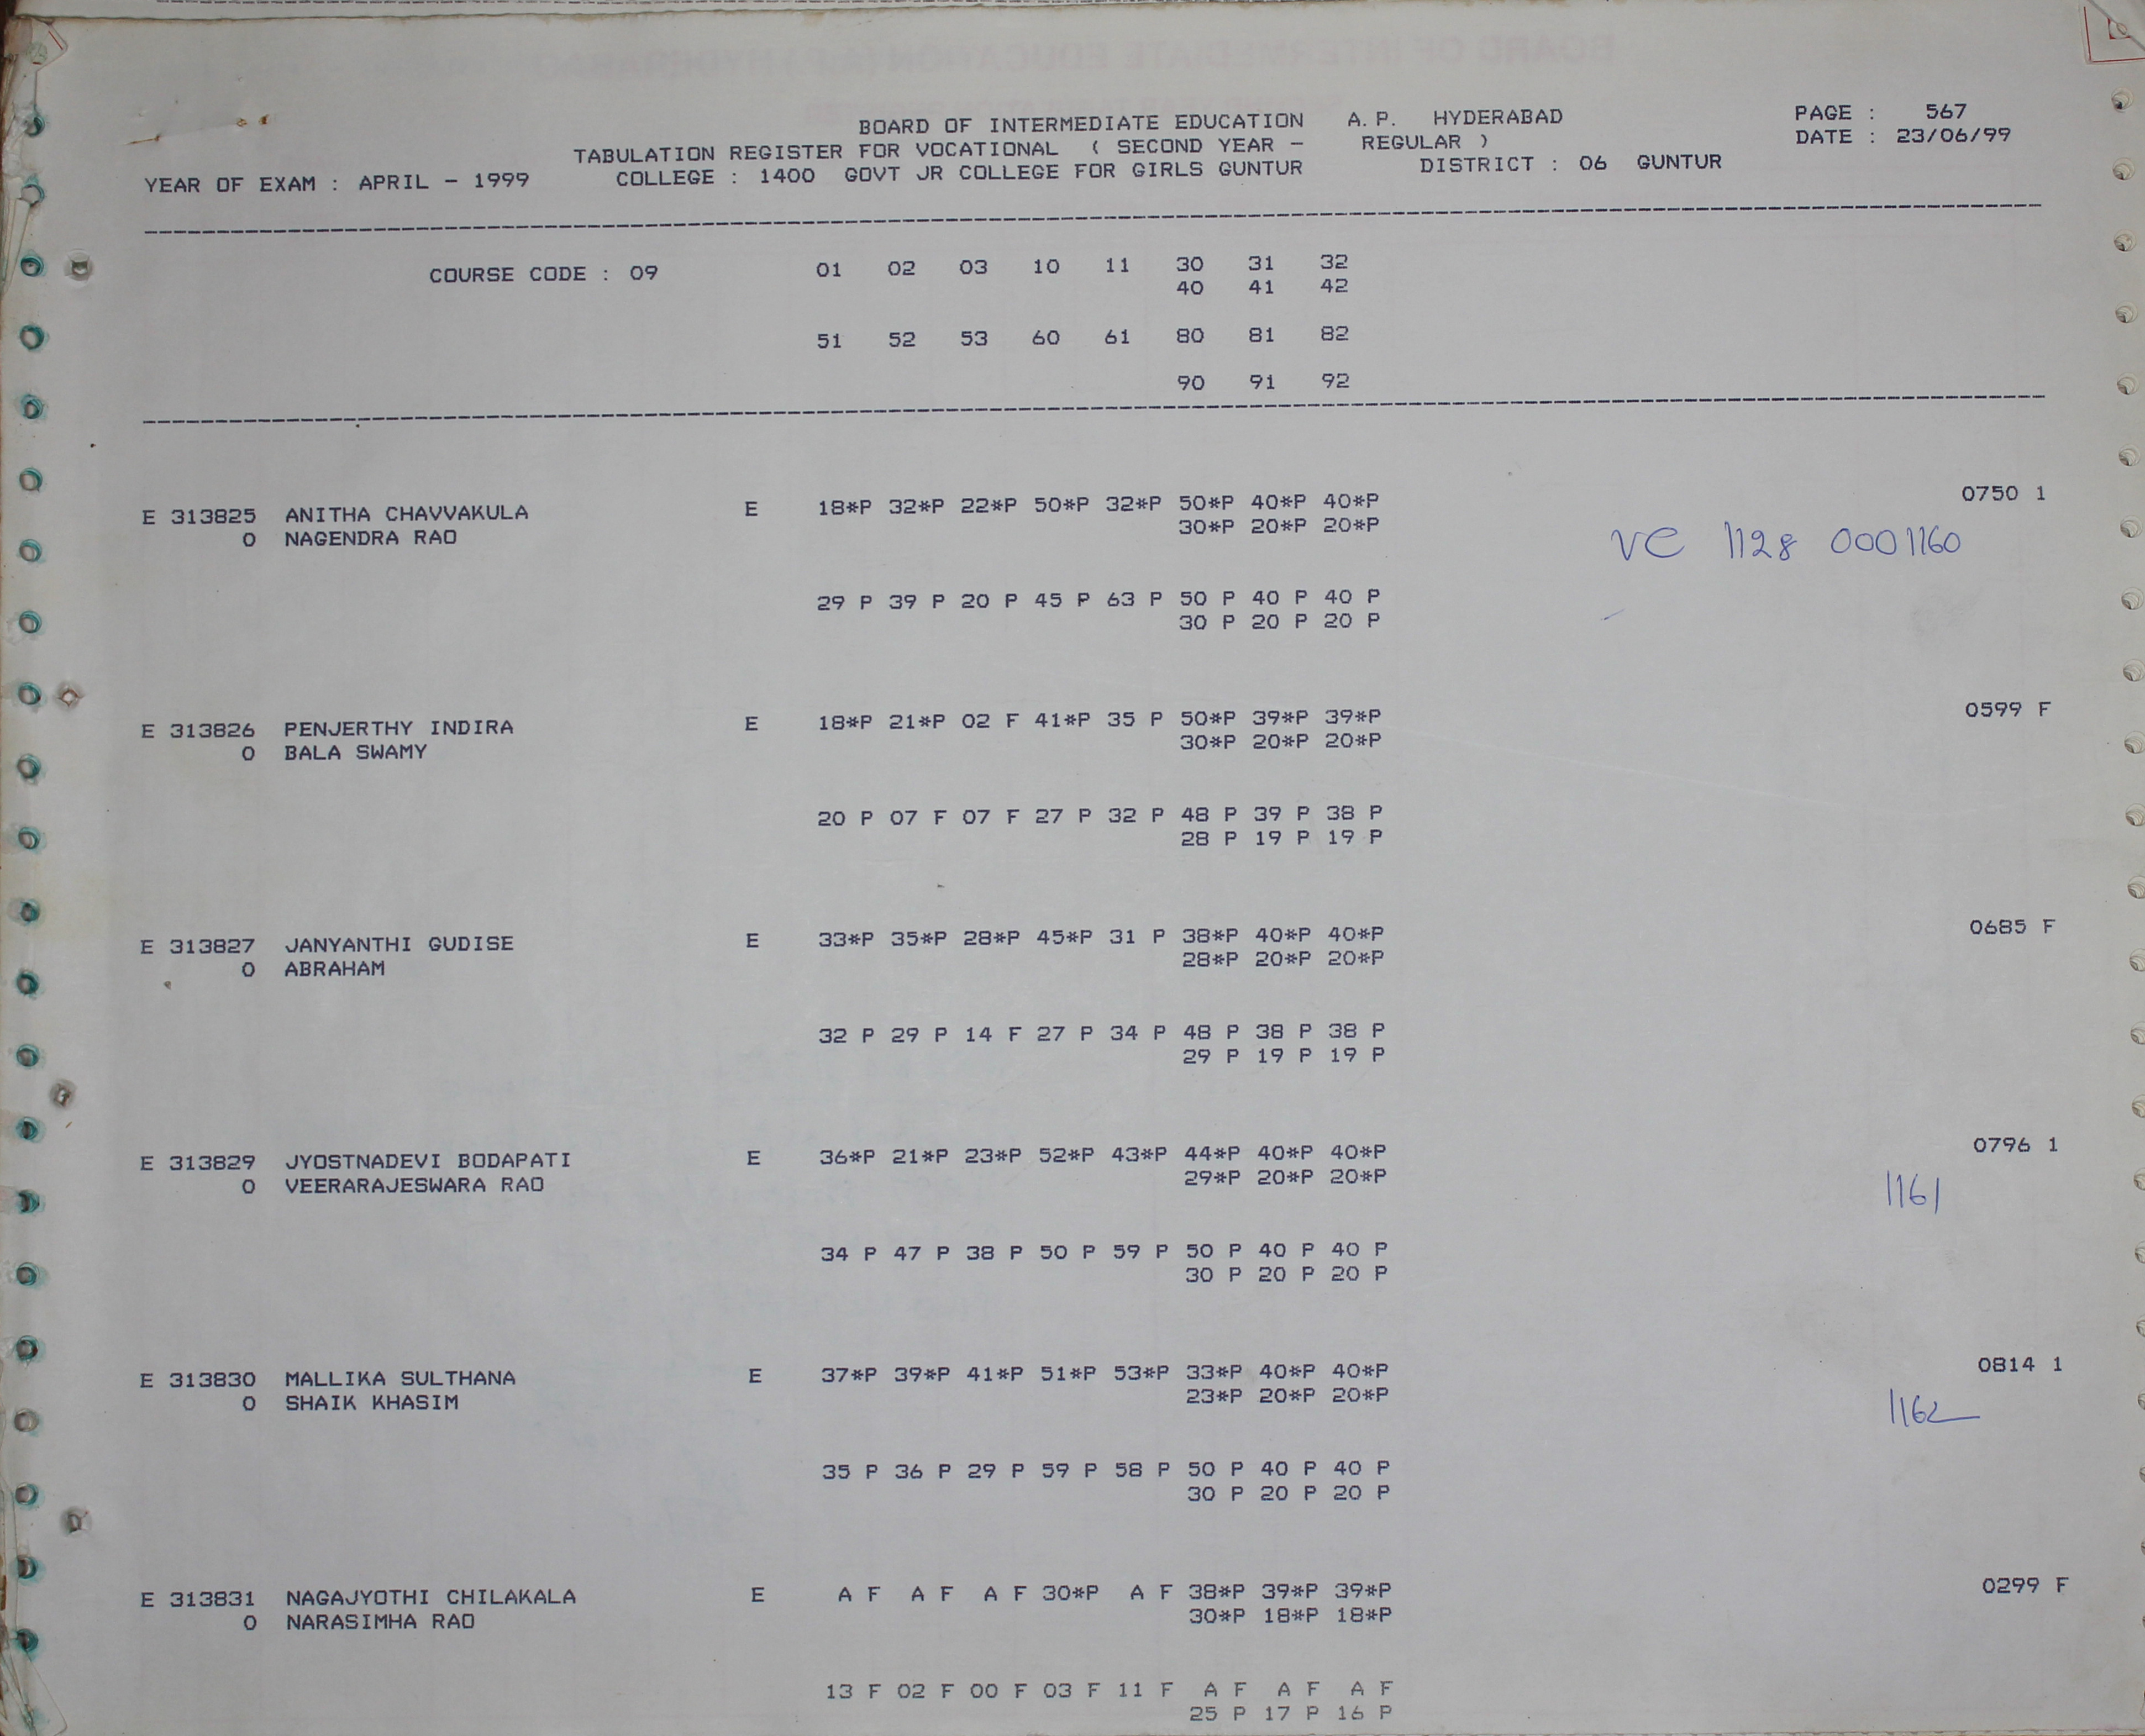 BOARD OF INTERMEDIATE EDUCATION A.P. HYDERABAD PAGE : 567
TABULATION REGISTER FOR VOCATIONAL ( SECOND YEAR - REGULAR ) DATE : 23/06/99
YEAR OF EXAM : APRIL - 1999 COLLEGE : 1400 GOVT JR COLLEGE FOR GIRLS GUNTUR DISTRICT : 06 GUNTUR
COURSE CODE : 09 01 02 03 10 11 30 31 32
40 41 42
51 52 53 60 61 80 81 82
90 91 92
E 313825 ANITHA CHAVVAKULA E 18*P 32*P 22*P 50*P 32*P 50*P 40*P 40*P 0750 1
0 NAGENDRA RAO 30*P 20*P 20*P
VC 1128 0001160
29 P 39 P 20 P 45 P 63 P 50 P 40 P 40 P
30 P 20 P 20 P
E 313826 PENJERTHY INDIRA E 18*P 21*P 02 F 41*P 35 P 50*P 39*P 39*P 0599 F
0 BALA SWAMY 30*P 20*P 20*P
20 P 07 F 07 F 27 P 32 P 48 P 39 P 38 P
28 P 19 P 19 P
E 313827 JANYANTHI GUDISE E 33*P 35*P 28*P 45*P 31 P 38*P 40*P 40*P 0685 F
0 ABRAHAM 28*P 20*P 20*P
32 P 29 P 14 F 27 P 34 P 48 P 38 P 38 P
29 P 19 P 19 P
E 313829 JYOSTNADEVI BODAPATI E 36*P 21*P 23*P 52*P 43*P 44*P 40*P 40*P 0796 1
0 VEERARAJESWARA RAO 29*P 20*P 20*P
1161
34 P 47 P 38 P 50 P 59 P 50 P 40 P 40 P
30 P 20 P 20 P
E 313830 MALLIKA SULTHANA E 37*P 39*P 41*P 51*P 53*P 33*P 40*P 40*P 0814 1
0 SHAIK KHASIM 23*P 20*P 20*P
1162
35 P 36 P 29 P 59 P 58 P 50 P 40 P 40 P
30 P 20 P 20 P
E 313831 NAGAJYOTHI CHILAKALA E A F A F A F 30*P A F 38*P 39*P 39*P 0299 F
0 NARASIMHA RAO 30*P 18*P 18*P
13 F 02 F 00 F 03 F 11 F A F A F A F
25 P 17 P 16 P